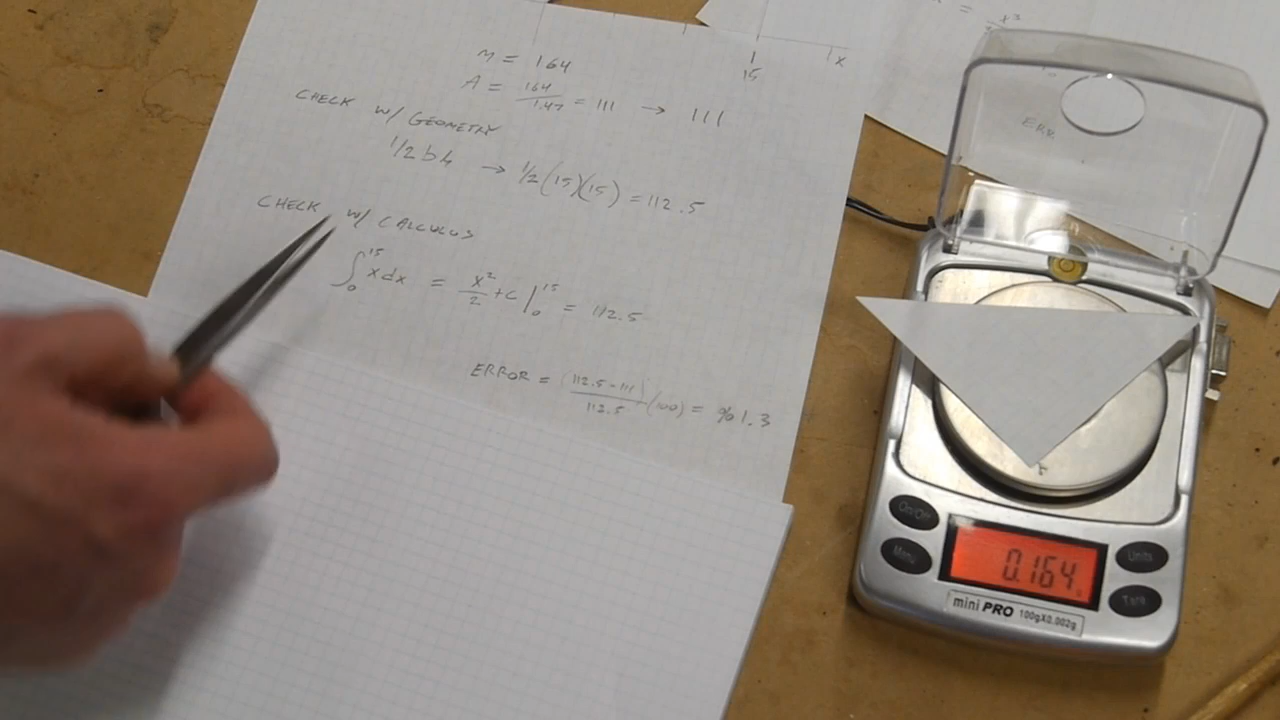 M = 164
A = 164/1.47 = 111 → 111
CHECK W/ GEOMETRY
1/2 bh → 1/2 (15)(15) = 112.5
CHECK W/ CALCULUS
∫₀¹⁵ x dx = x²/2 + C |₀¹⁵ = 112.5
ERROR = (112.5 - 111)/112.5 (100) = %1.3
15
x
= x³
ERR
On/Off
Menu
0.164
g
Units
Tare
mini PRO 100gX0.002g